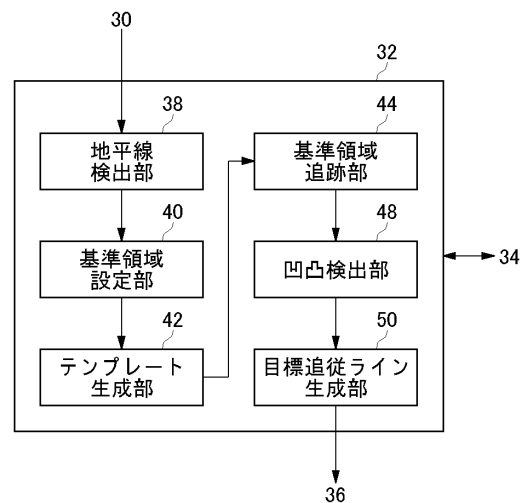 30
32
38
地平線
検出部
40
基準領域
設定部
42
テンプレート
生成部
44
基準領域
追跡部
48
凹凸検出部
50
目標追従ライン
生成部
34
36